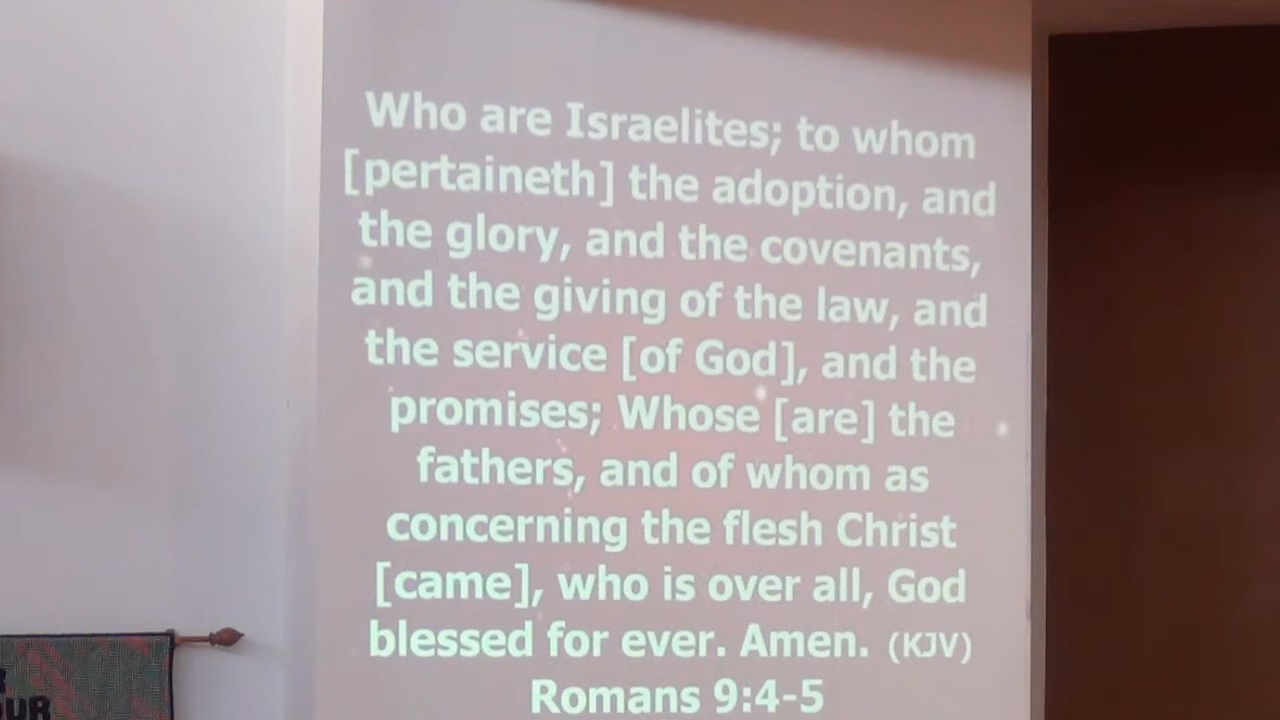 Who are Israelites; to whom
[pertaineth] the adoption, and
the glory, and the covenants,
and the giving of the law, and
the service [of God], and the
promises; Whose [are] the
fathers, and of whom as
concerning the flesh Christ
[came], who is over all, God
blessed for ever. Amen. (KJV)
Romans 9:4-5